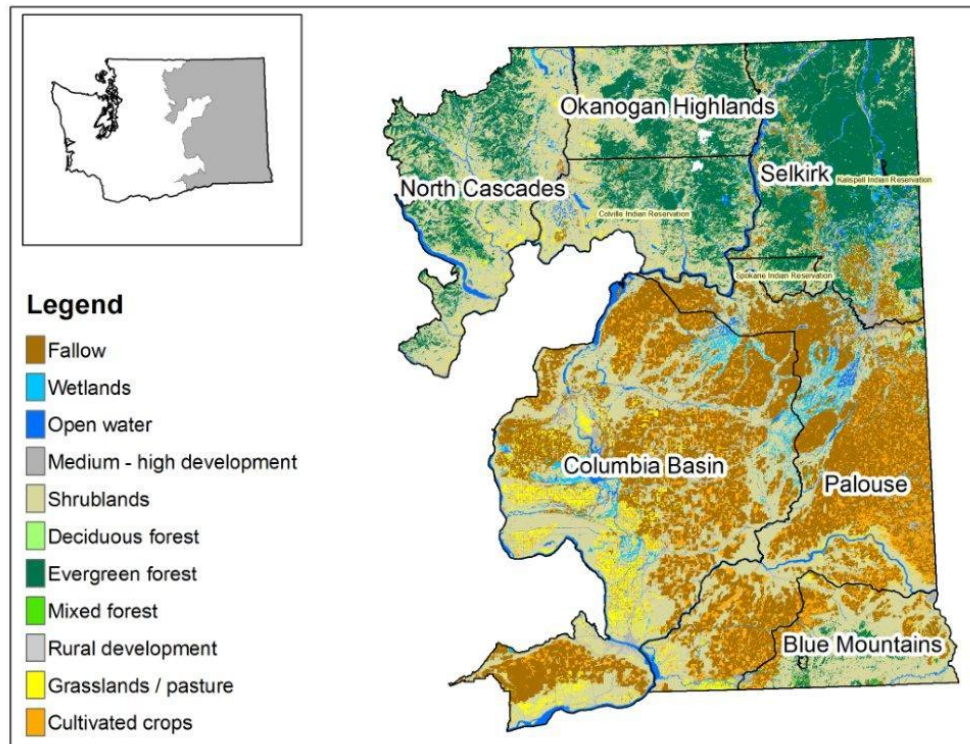 Okanogan Highlands
North Cascades
Selkirk
Kalispell Indian Reservation
Colville Indian Reservation
Spokane Indian Reservation
Columbia Basin
Palouse
Blue Mountains
Legend
Fallow
Wetlands
Open water
Medium - high development
Shrublands
Deciduous forest
Evergreen forest
Mixed forest
Rural development
Grasslands / pasture
Cultivated crops